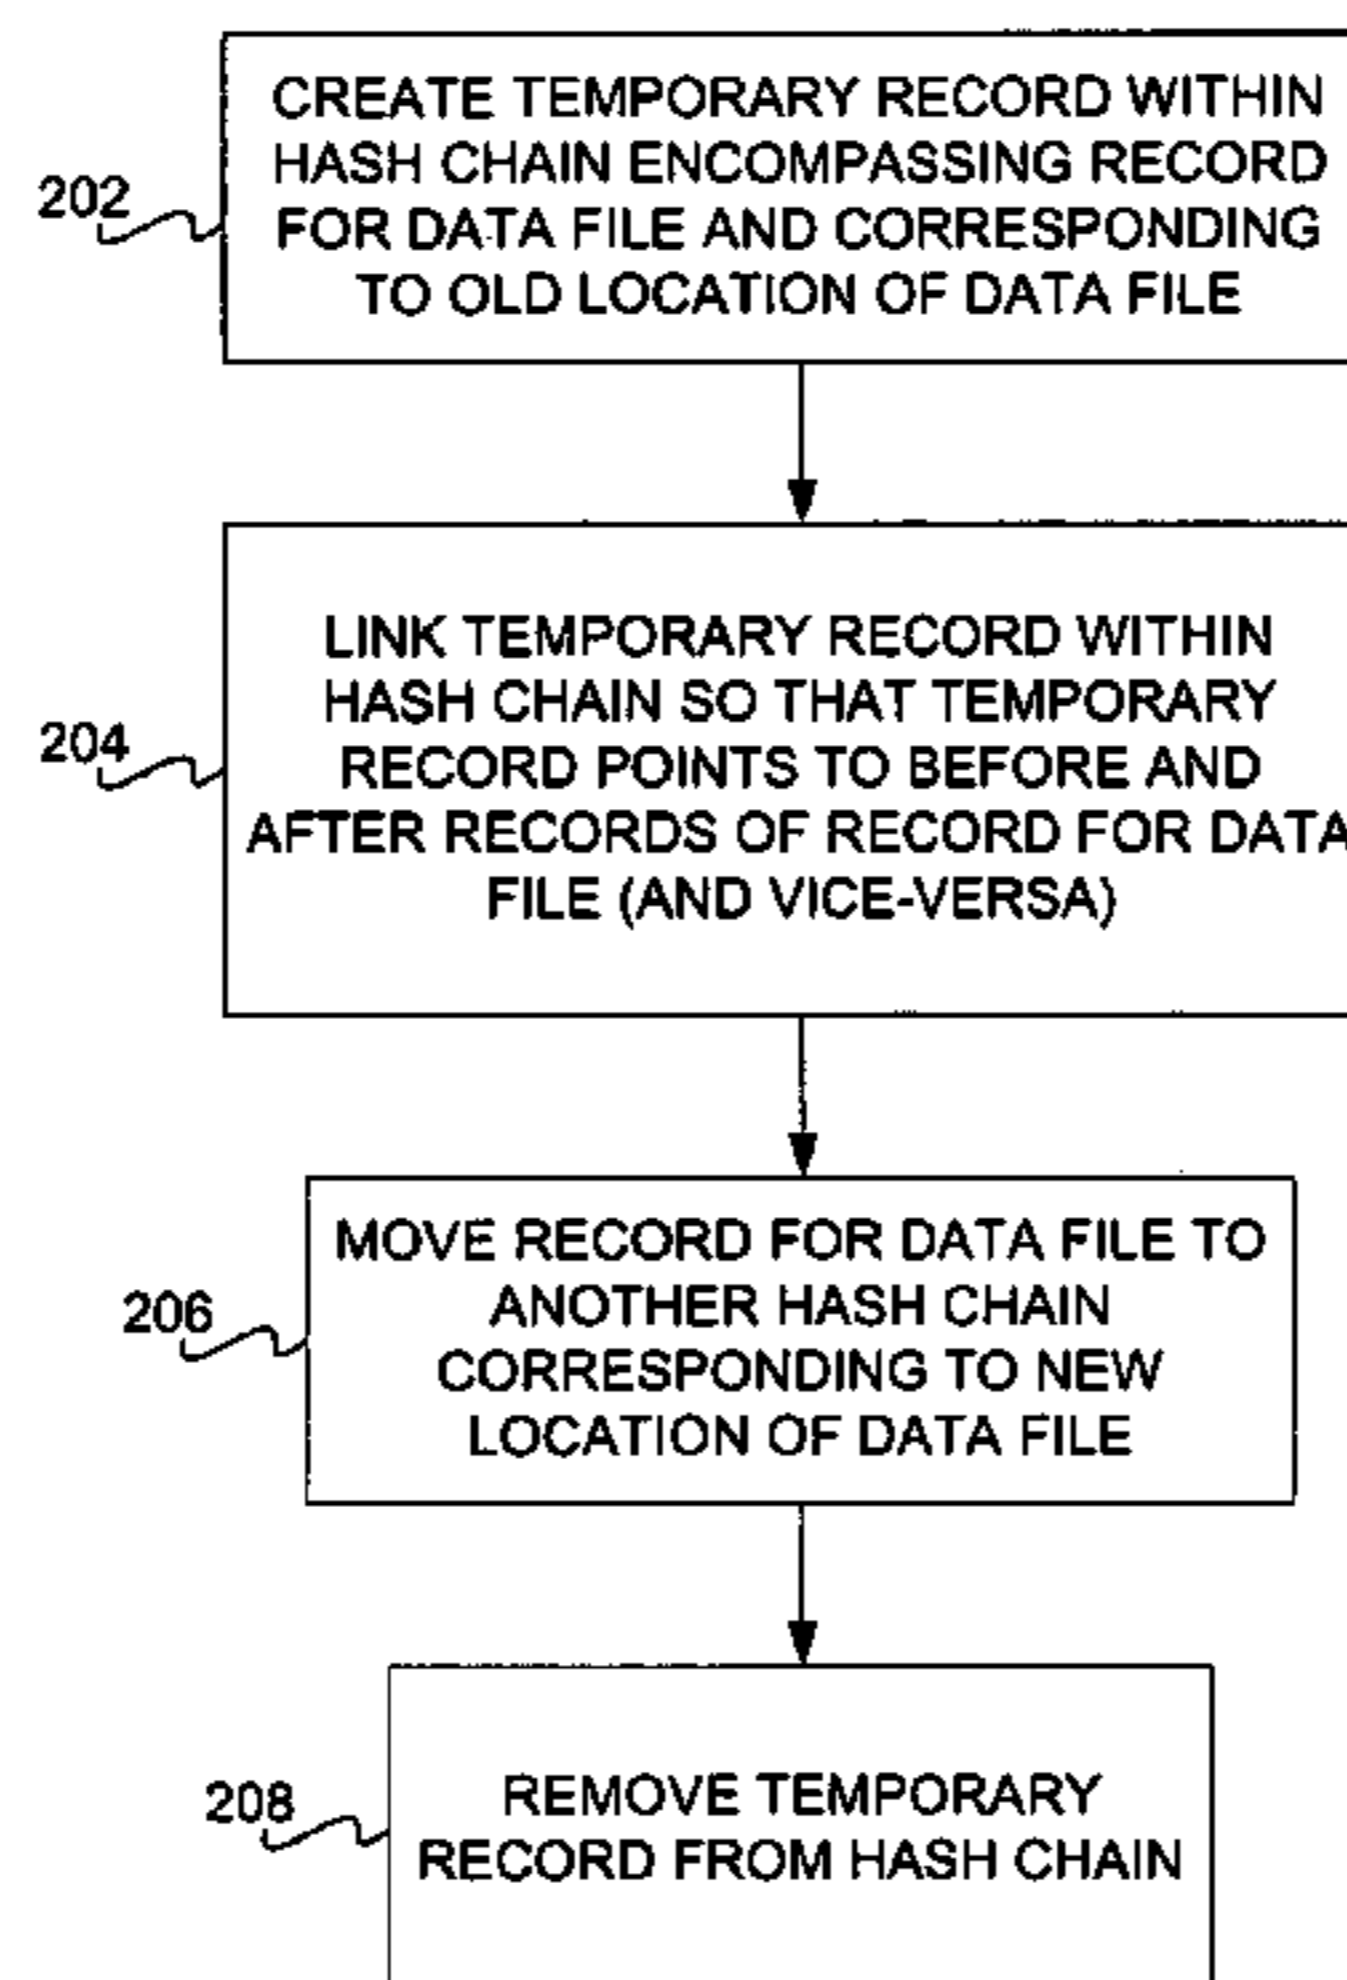 CREATE TEMPORARY RECORD WITHIN
HASH CHAIN ENCOMPASSING RECORD
FOR DATA FILE AND CORRESPONDING
TO OLD LOCATION OF DATA FILE
202
LINK TEMPORARY RECORD WITHIN
HASH CHAIN SO THAT TEMPORARY
RECORD POINTS TO BEFORE AND
AFTER RECORDS OF RECORD FOR DATA
FILE (AND VICE-VERSA)
204
MOVE RECORD FOR DATA FILE TO
ANOTHER HASH CHAIN
CORRESPONDING TO NEW
LOCATION OF DATA FILE
206
REMOVE TEMPORARY
RECORD FROM HASH CHAIN
208